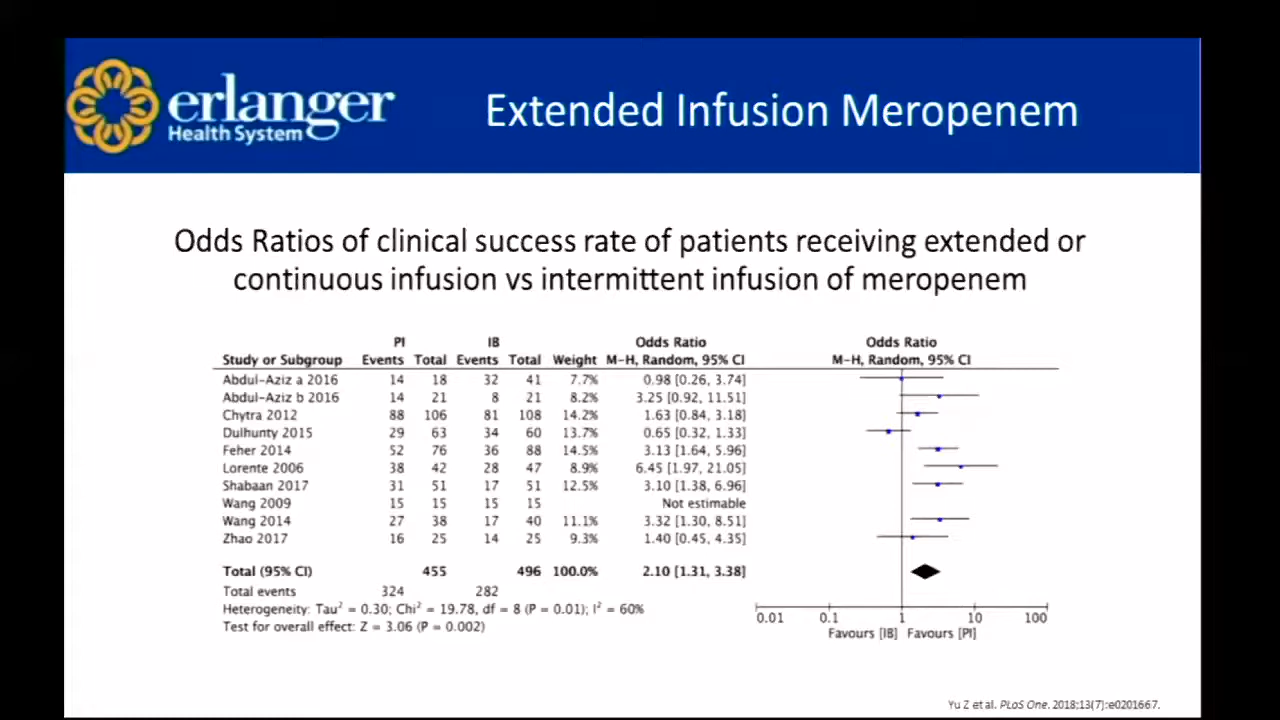 erlanger
Health System
Extended Infusion Meropenem
Odds Ratios of clinical success rate of patients receiving extended or
continuous infusion vs intermittent infusion of meropenem
PI IB Odds Ratio Odds Ratio
Study or Subgroup Events Total Events Total Weight M-H, Random, 95% CI M-H, Random, 95% CI
Abdul-Aziz a 2016 14 18 32 41 7.7% 0.98 [0.26, 3.74]
Abdul-Aziz b 2016 14 21 8 21 8.2% 3.25 [0.92, 11.51]
Chytra 2012 88 106 81 108 14.2% 1.63 [0.84, 3.18]
Dulhunty 2015 29 63 34 60 13.7% 0.65 [0.32, 1.33]
Feher 2014 52 76 36 88 14.5% 3.13 [1.64, 5.96]
Lorente 2006 38 42 28 47 8.9% 6.45 [1.97, 21.05]
Shabaan 2017 31 51 17 51 12.5% 3.10 [1.38, 6.96]
Wang 2009 15 15 15 15 Not estimable
Wang 2014 27 38 17 40 11.1% 3.32 [1.30, 8.51]
Zhao 2017 16 25 14 25 9.3% 1.40 [0.45, 4.35]
Total (95% CI) 455 496 100.0% 2.10 [1.31, 3.38]
Total events 324 282
Heterogeneity: Tau² = 0.30; Chi² = 19.78, df = 8 (P = 0.01); I² = 60%
Test for overall effect: Z = 3.06 (P = 0.002)
0.01 0.1 1 10 100
Favours [IB] Favours [PI]
Yu Z et al. PLoS One. 2018;13(7):e0201667.